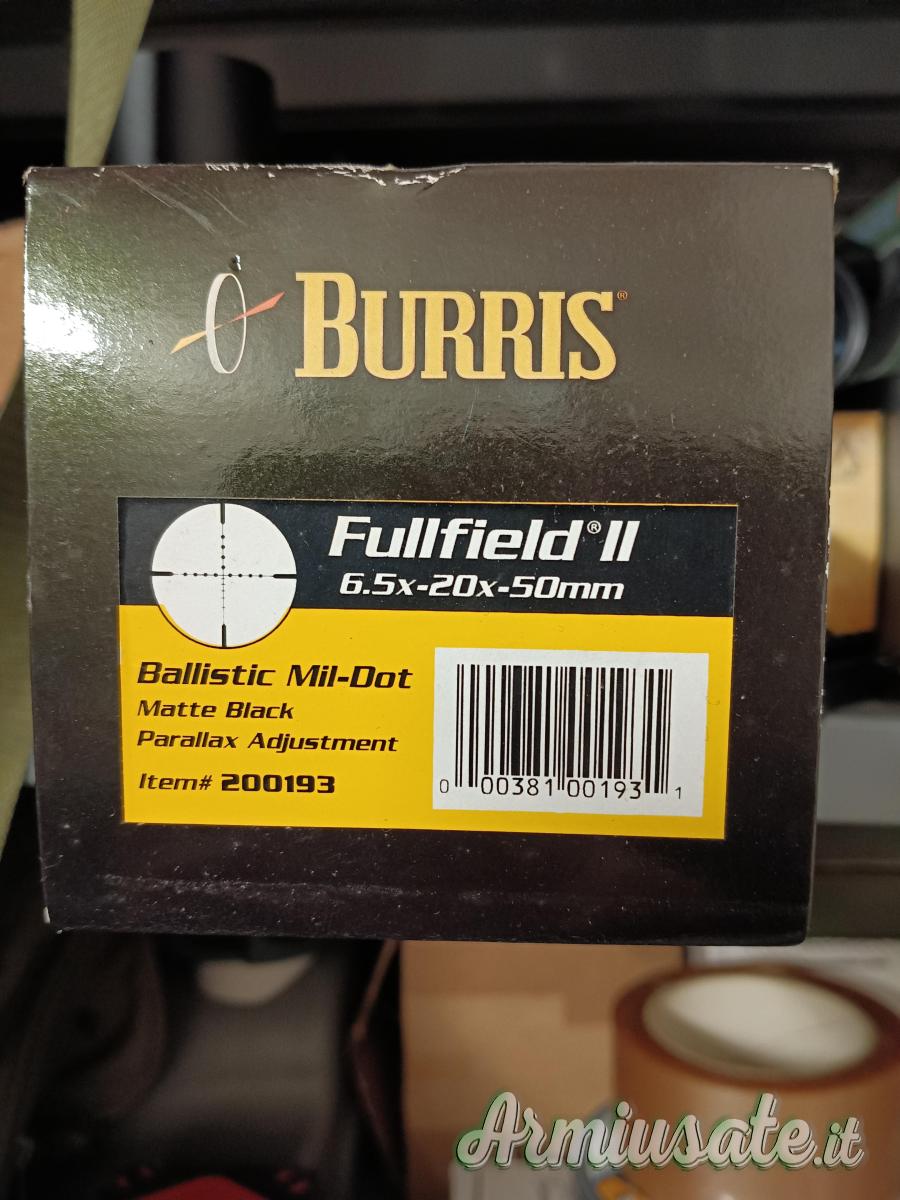 BURRIS®
Fullfield® II
6.5x-20x-50mm
Ballistic Mil-Dot
Matte Black
Parallax Adjustment
Item# 200193
0 00381 00193 1
Armiusate.it